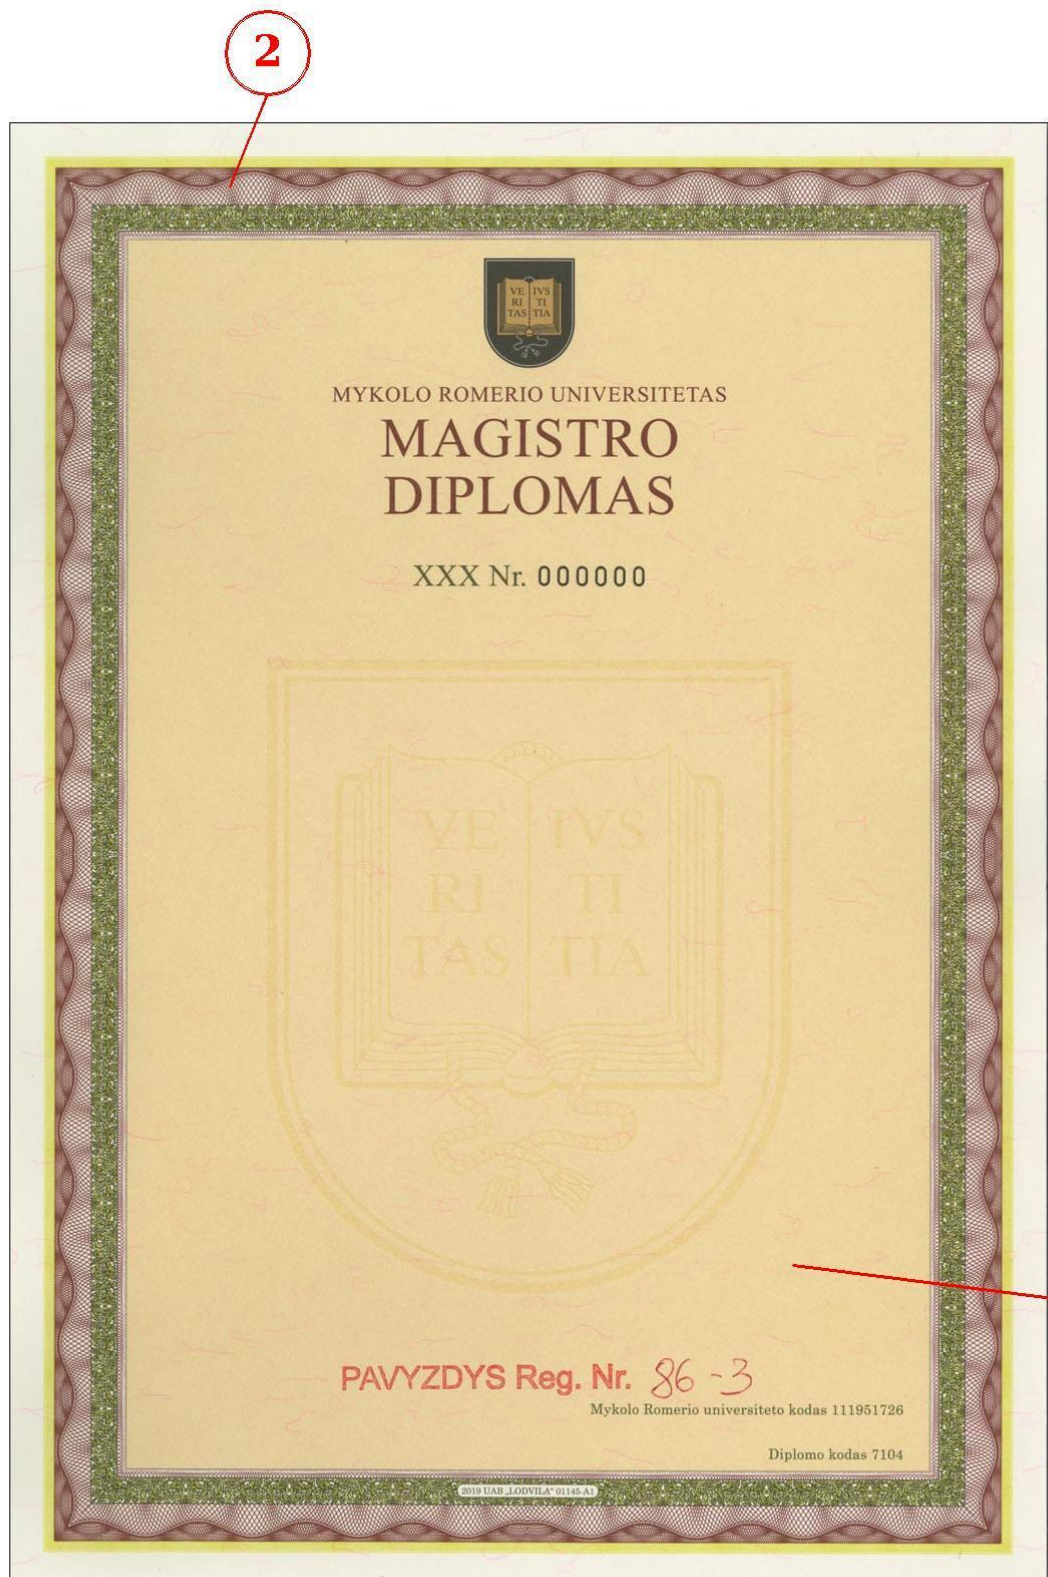 2
VE IVS
RI TI
TAS TIA
MYKOLO ROMERIO UNIVERSITETAS
MAGISTRO
DIPLOMAS
XXX Nr. 000000
VE IVS
RI TI
TAS TIA
PAVYZDYS Reg. Nr. 86-3
Mykolo Romerio universiteto kodas 111951726
Diplomo kodas 7104
2019 UAB „LODVILA“ 01145-A1